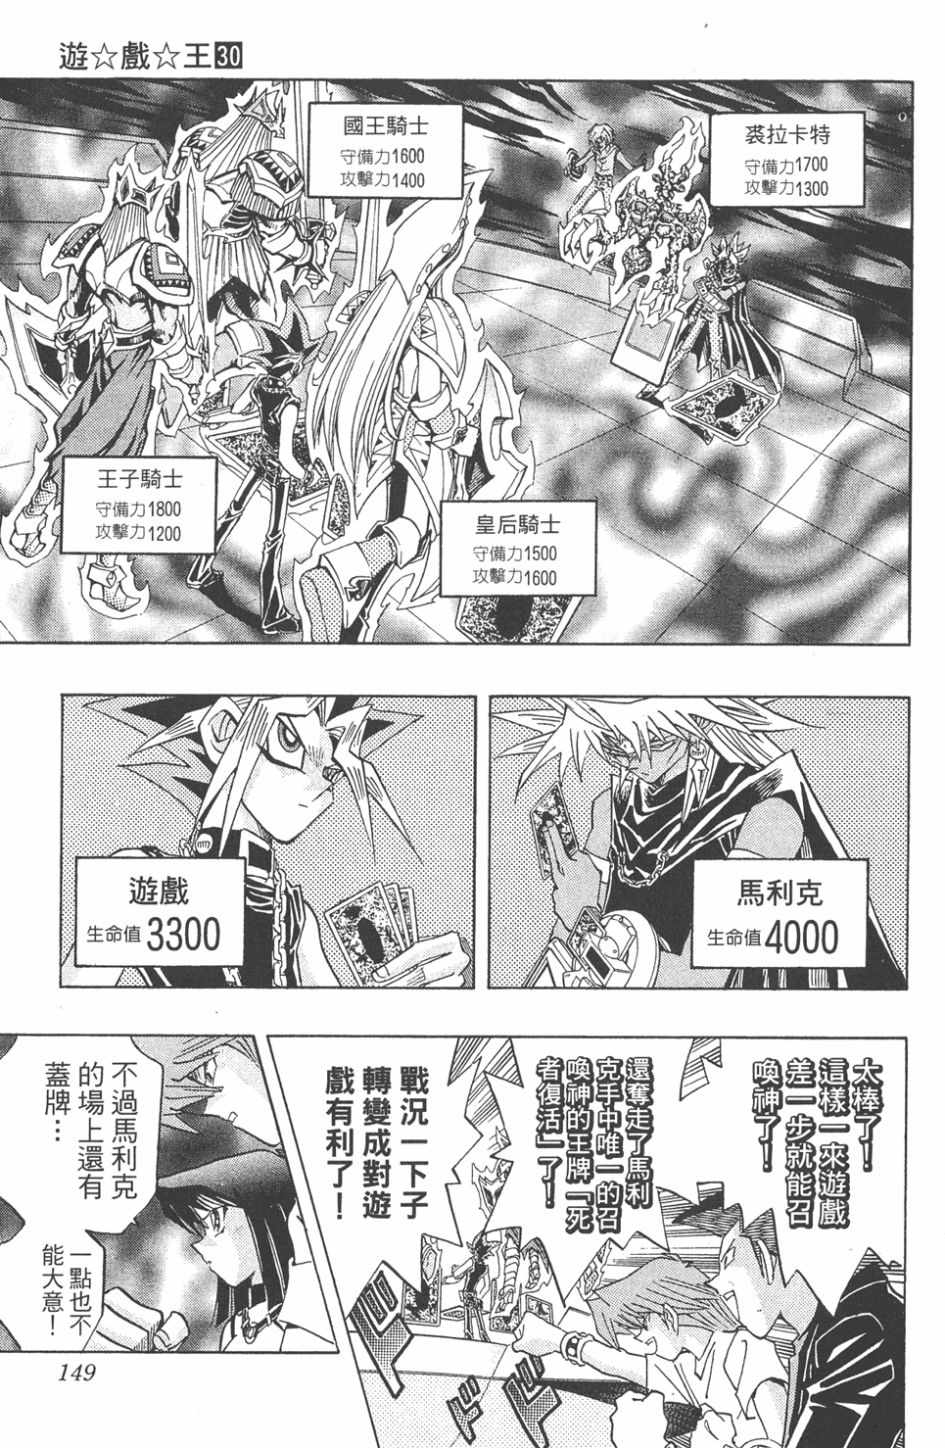 遊☆戲☆王30
裘拉卡特
守備力1700
攻擊力1300
國王騎士
守備力1600
攻擊力1400
皇后騎士
守備力1500
攻擊力1600
王子騎士
守備力1800
攻擊力1200
馬利克
生命值4000
遊戲
生命值3300
太棒了！
這樣一來遊戲
差一步就能召
喚神了！
還奪走了馬利
克手中唯一的召
喚神的王牌「死
者復活」了！
戰況一下子
轉變成對遊
戲有利了！
不過馬利克
的場上還有
蓋牌…
一點也不
能大意！
149